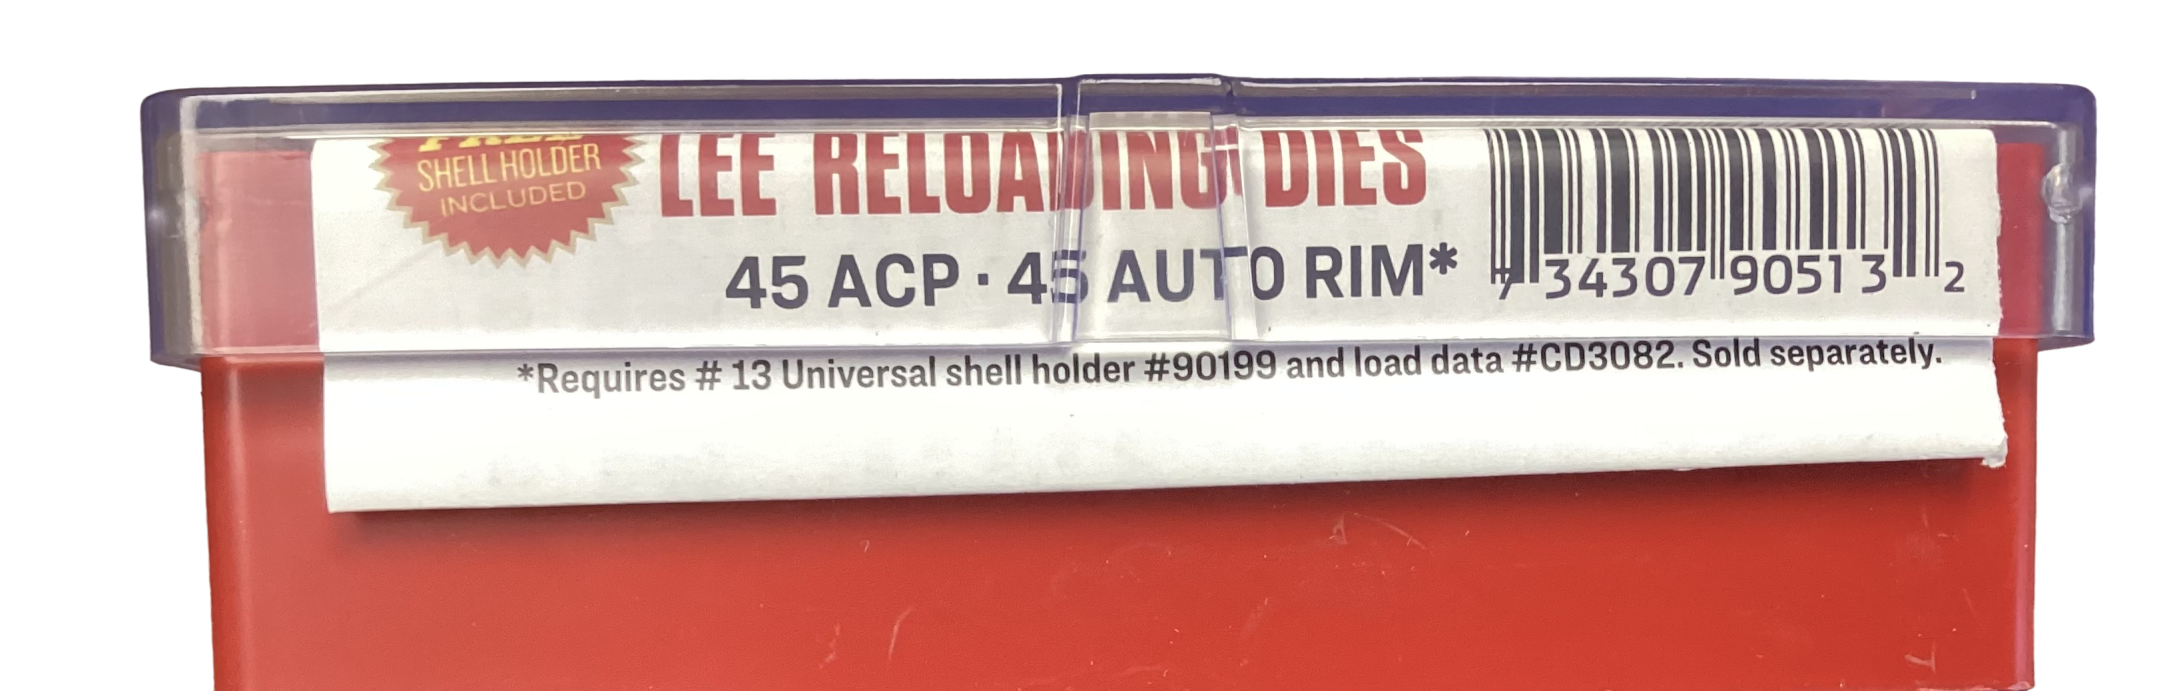 FREE
SHELL HOLDER
INCLUDED
LEE RELOADING DIES
45 ACP · 45 AUTO RIM*
7 34307 90513 2
*Requires # 13 Universal shell holder #90199 and load data #CD3082. Sold separately.